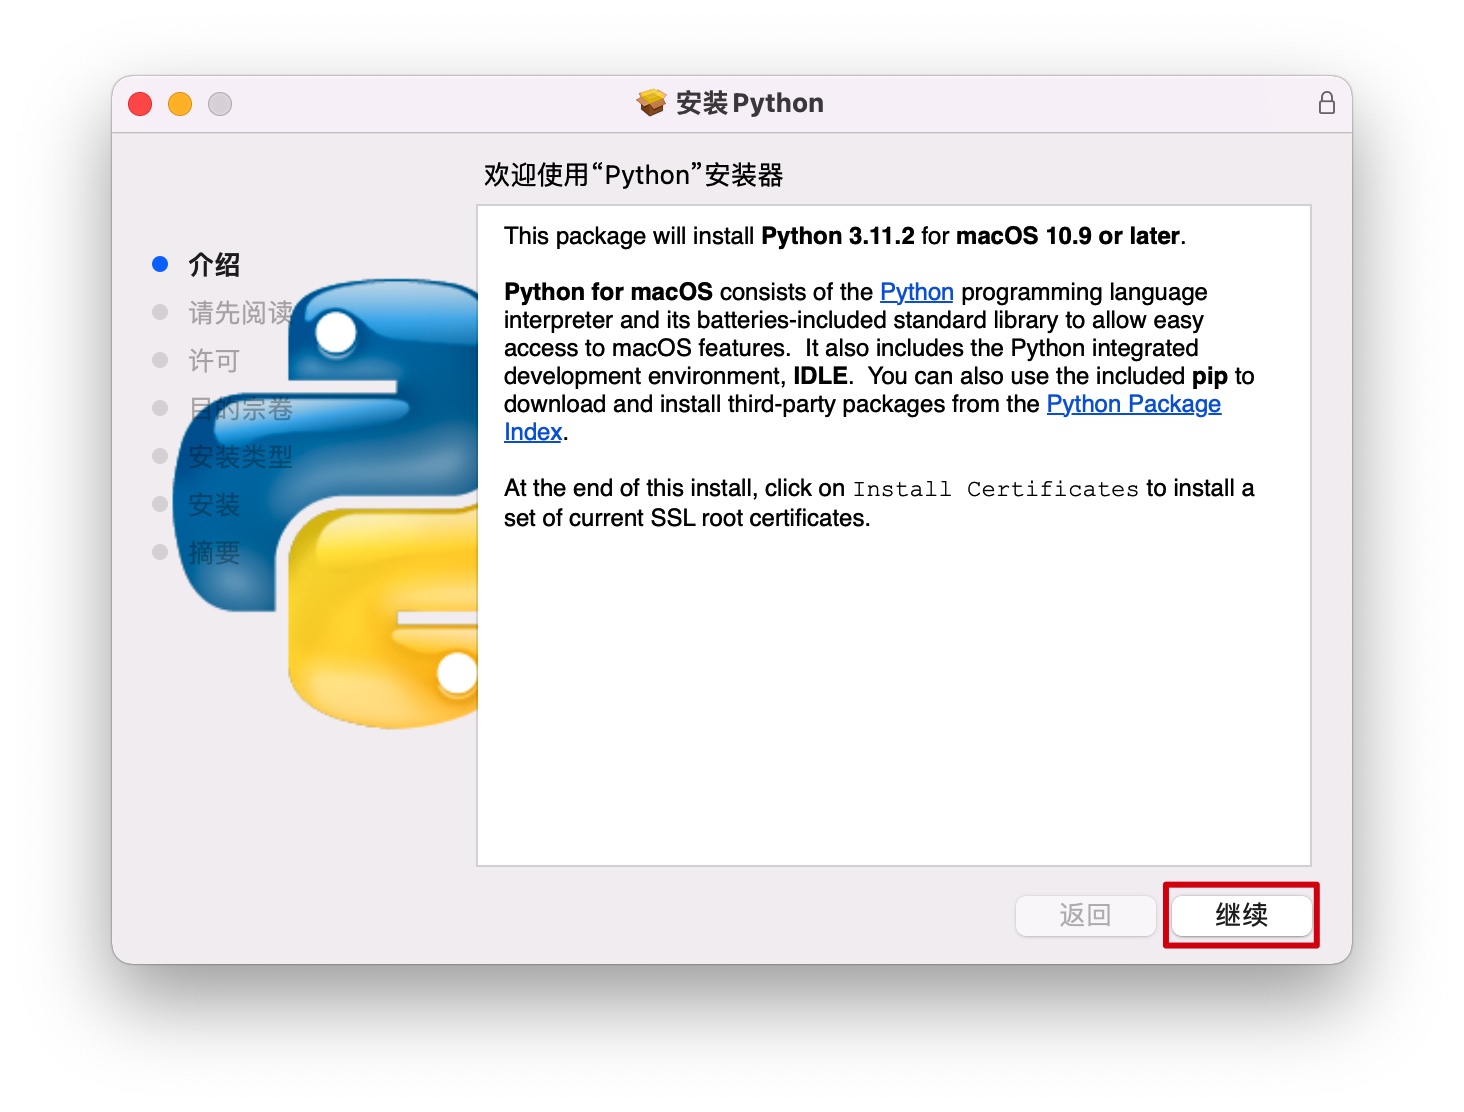 安装Python
欢迎使用“Python”安装器
介绍
请先阅读
许可
目的宗卷
安装类型
安装
摘要
This package will install Python 3.11.2 for macOS 10.9 or later.
Python for macOS consists of the Python programming language
interpreter and its batteries-included standard library to allow easy
access to macOS features.  It also includes the Python integrated
development environment, IDLE.  You can also use the included pip to
download and install third-party packages from the Python Package
Index.
At the end of this install, click on Install Certificates to install a
set of current SSL root certificates.
返回
继续